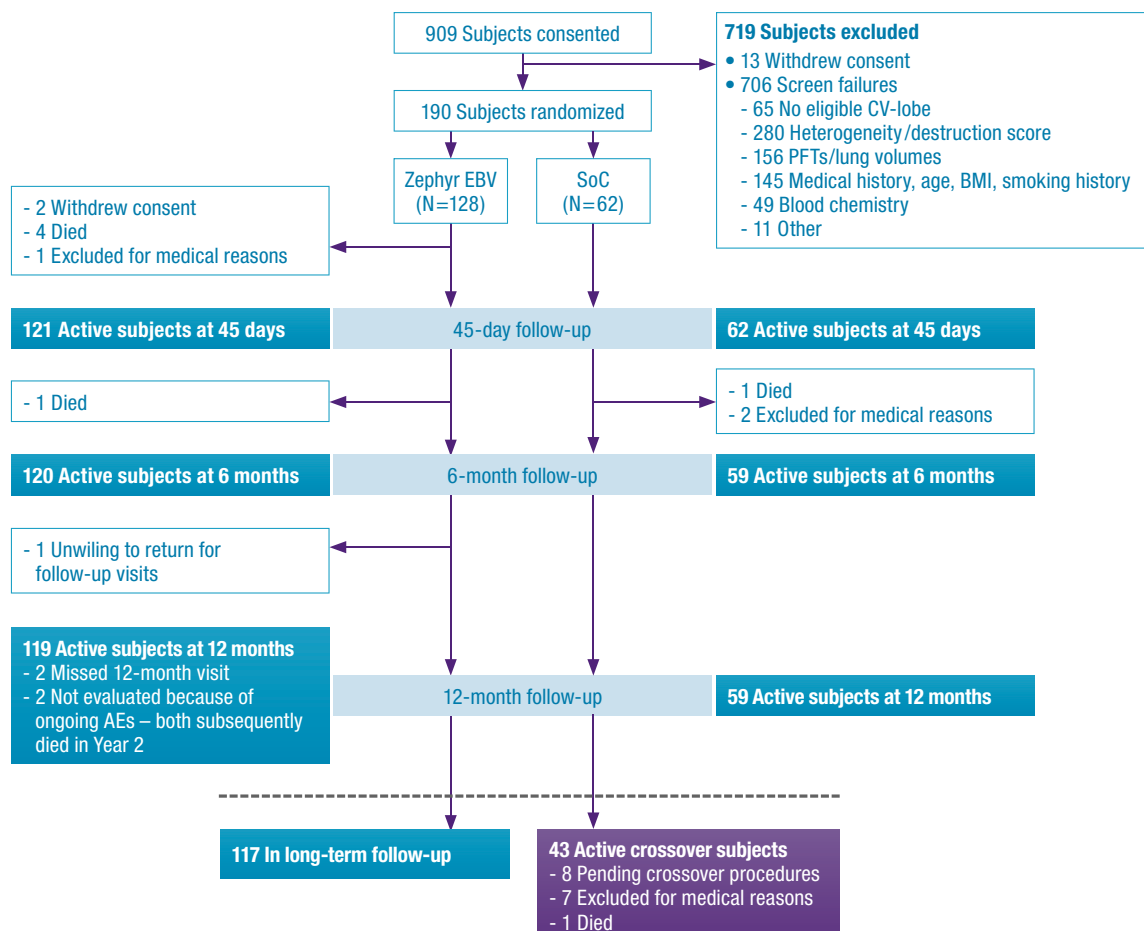 909 Subjects consented
719 Subjects excluded
• 13 Withdrew consent
• 706 Screen failures
- 65 No eligible CV-lobe
- 280 Heterogeneity/destruction score
- 156 PFTs/lung volumes
- 145 Medical history, age, BMI, smoking history
- 49 Blood chemistry
- 11 Other
190 Subjects randomized
Zephyr EBV
(N=128)
SoC
(N=62)
- 2 Withdrew consent
- 4 Died
- 1 Excluded for medical reasons
121 Active subjects at 45 days
45-day follow-up
62 Active subjects at 45 days
- 1 Died
- 1 Died
- 2 Excluded for medical reasons
120 Active subjects at 6 months
6-month follow-up
59 Active subjects at 6 months
- 1 Unwiling to return for
follow-up visits
119 Active subjects at 12 months
- 2 Missed 12-month visit
- 2 Not evaluated because of
ongoing AEs – both subsequently
died in Year 2
12-month follow-up
59 Active subjects at 12 months
117 In long-term follow-up
43 Active crossover subjects
- 8 Pending crossover procedures
- 7 Excluded for medical reasons
- 1 Died